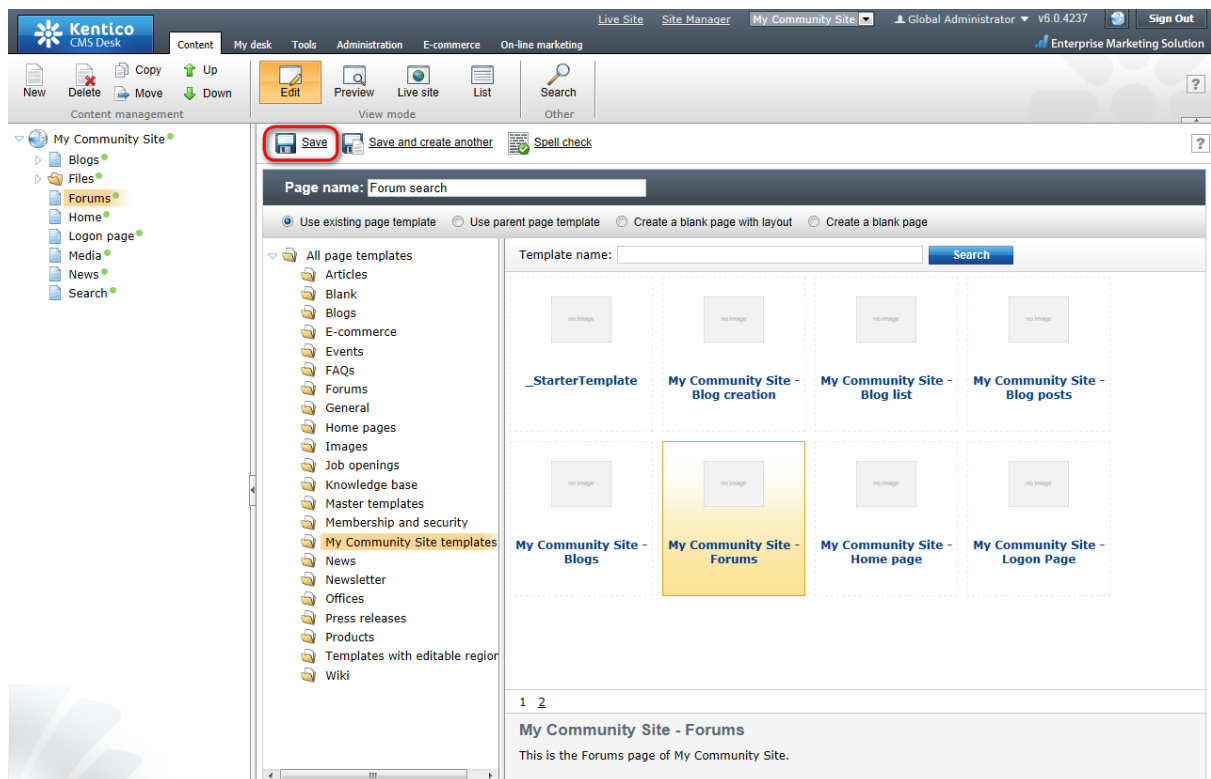 Kentico
CMS Desk
Live Site Site Manager My Community Site Global Administrator v6.0.4237 Sign Out
Content My desk Tools Administration E-commerce On-line marketing Enterprise Marketing Solution
New Delete Copy Move Up Down
Content management
Edit Preview Live site List
View mode
Search
Other
?
My Community Site
Blogs
Files
Forums
Home
Logon page
Media
News
Search
Save Save and create another Spell check ?
Page name: Forum search
Use existing page template Use parent page template Create a blank page with layout Create a blank page
All page templates
Articles
Blank
Blogs
E-commerce
Events
FAQs
Forums
General
Home pages
Images
Job openings
Knowledge base
Master templates
Membership and security
My Community Site templates
News
Newsletter
Offices
Press releases
Products
Templates with editable region
Wiki
Template name: Search
no image no image no image no image
_StarterTemplate
My Community Site -
Blog creation
My Community Site -
Blog list
My Community Site -
Blog posts
no image no image no image no image
My Community Site -
Blogs
My Community Site -
Forums
My Community Site -
Home page
My Community Site -
Logon Page
1 2
My Community Site - Forums
This is the Forums page of My Community Site.